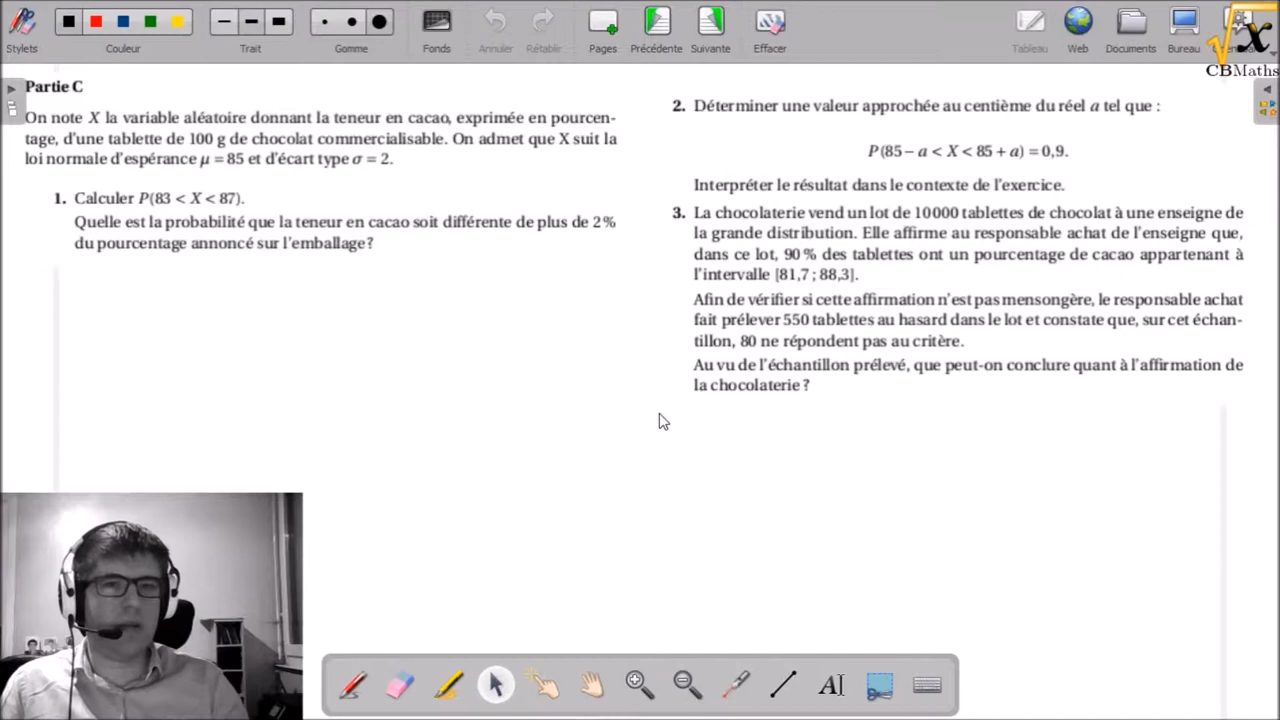 Stylets
Couleur
Trait
Gomme
Fonds
Annuler
Rétablir
Pages
Précédente
Suivante
Effacer
Tableau
Web
Documents
Bureau
CBMaths
Partie C
On note X la variable aléatoire donnant la teneur en cacao, exprimée en pourcen-
tage, d'une tablette de 100 g de chocolat commercialisable. On admet que X suit la
loi normale d'espérance μ = 85 et d'écart type σ = 2.
1. Calculer P(83 < X < 87).
Quelle est la probabilité que la teneur en cacao soit différente de plus de 2 %
du pourcentage annoncé sur l'emballage ?
2. Déterminer une valeur approchée au centième du réel a tel que :
P(85 − a < X < 85 + a) = 0,9.
Interpréter le résultat dans le contexte de l'exercice.
3. La chocolaterie vend un lot de 10000 tablettes de chocolat à une enseigne de
la grande distribution. Elle affirme au responsable achat de l'enseigne que,
dans ce lot, 90 % des tablettes ont un pourcentage de cacao appartenant à
l'intervalle [81,7 ; 88,3].
Afin de vérifier si cette affirmation n'est pas mensongère, le responsable achat
fait prélever 550 tablettes au hasard dans le lot et constate que, sur cet échan-
tillon, 80 ne répondent pas au critère.
Au vu de l'échantillon prélevé, que peut-on conclure quant à l'affirmation de
la chocolaterie ?